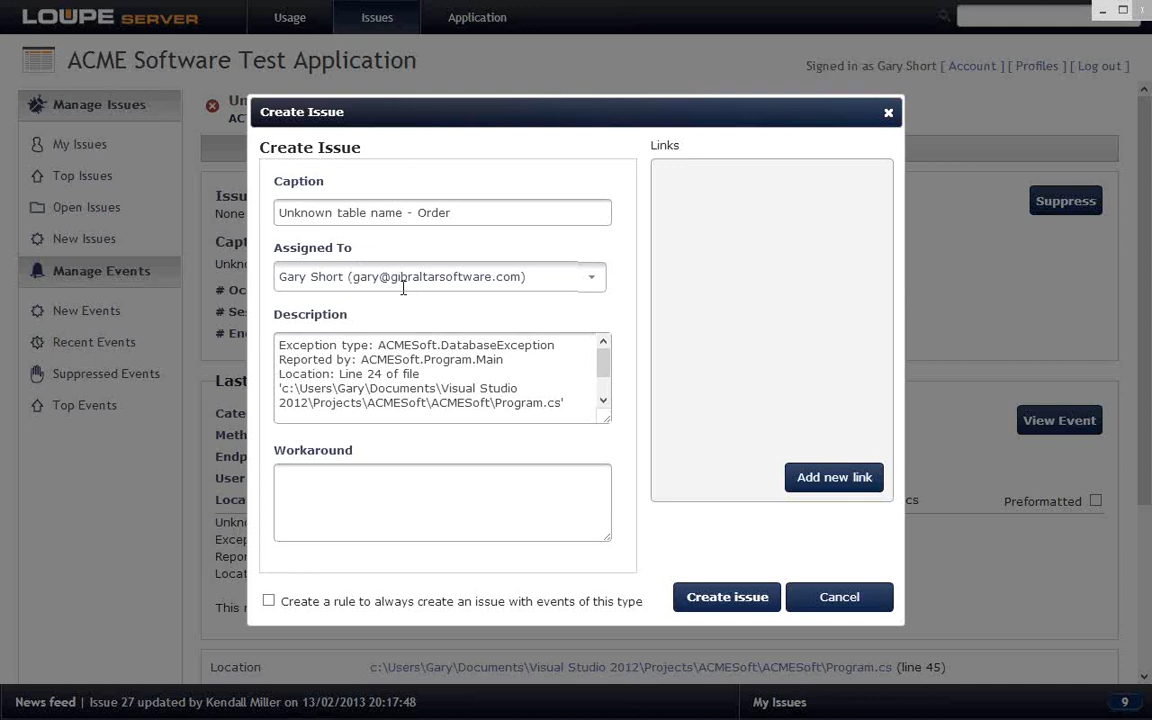 LOUPE SERVER
Usage
Issues
Application
ACME Software Test Application
Signed in as Gary Short [ Account ] [ Profiles ] [ Log out ]
Manage Issues
My Issues
Top Issues
Open Issues
New Issues
Manage Events
New Events
Recent Events
Suppressed Events
Top Events
Create Issue
Create Issue
Caption
Unknown table name - Order
Assigned To
Gary Short (gary@gibraltarsoftware.com)
Description
Exception type: ACMESoft.DatabaseException
Reported by: ACMESoft.Program.Main
Location: Line 24 of file
'c:\Users\Gary\Documents\Visual Studio
2012\Projects\ACMESoft\ACMESoft\Program.cs'
Workaround
Create a rule to always create an issue with events of this type
Links
Add new link
Create issue
Cancel
Suppress
None
View Event
User
Preformatted
Location
c:\Users\Gary\Documents\Visual Studio 2012\Projects\ACMESoft\ACMESoft\Program.cs (line 45)
News feed | Issue 27 updated by Kendall Miller on 13/02/2013 20:17:48
My Issues
9